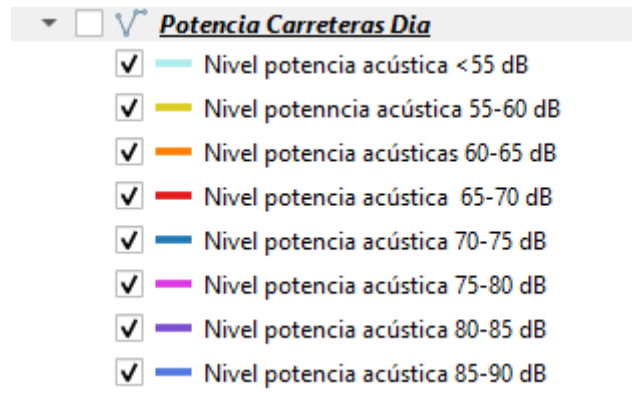 Potencia Carreteras Dia
Nivel potencia acústica <55 dB
Nivel potenncia acústica 55-60 dB
Nivel potencia acústicas 60-65 dB
Nivel potencia acústica  65-70 dB
Nivel potencia acústica 70-75 dB
Nivel potencia acústica 75-80 dB
Nivel potencia acústica 80-85 dB
Nivel potencia acústica 85-90 dB